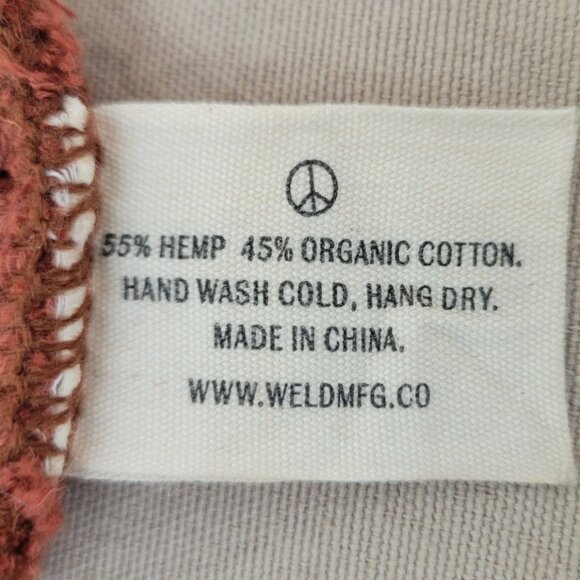 55% HEMP 45% ORGANIC COTTON.
HAND WASH COLD, HANG DRY.
MADE IN CHINA.
WWW.WELDMFG.CO